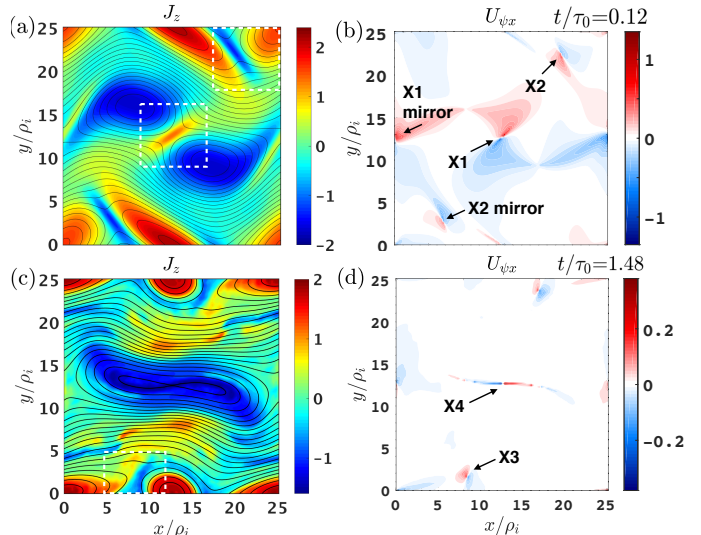 (a) J_z
25
20
15
10
5
0
y/ρ_i
2
1
0
−1
−2
(b) U_ψx t/τ_0=0.12
25
20
15
10
5
0
y/ρ_i
X1
mirror
X2
X1
X2 mirror
1
0
−1
(c) J_z
25
20
15
10
5
0
y/ρ_i
0 5 10 15 20 25
x/ρ_i
2
1
0
−1
(d) U_ψx t/τ_0=1.48
25
20
15
10
5
0
y/ρ_i
X4
X3
0 5 10 15 20 25
x/ρ_i
0.2
0
−0.2